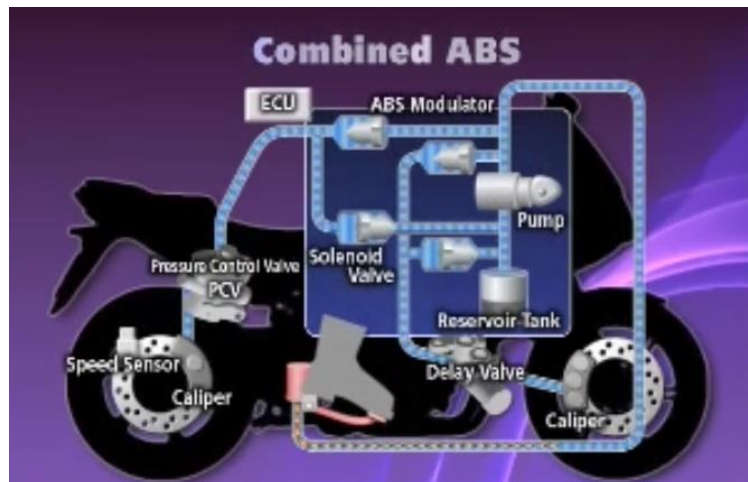 Combined ABS
ECU
ABS Modulator
Pump
Pressure Control Valve
PCV
Solenoid
Valve
Reservoir Tank
Speed Sensor
Caliper
Delay Valve
Caliper